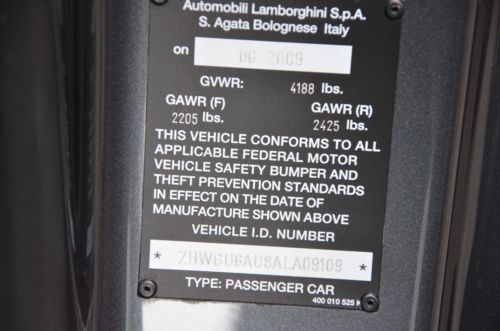 Automobili Lamborghini S.p.A.
S. Agata Bolognese Italy
on 06-2009
GVWR: 4188 lbs.
GAWR (F) GAWR (R)
2205 lbs. 2425 lbs.
THIS VEHICLE CONFORMS TO ALL
APPLICABLE FEDERAL MOTOR
VEHICLE SAFETY BUMPER AND
THEFT PREVENTION STANDARDS
IN EFFECT ON THE DATE OF
MANUFACTURE SHOWN ABOVE
VEHICLE I.D. NUMBER
* ZHWGU6AU8ALA09109 *
TYPE: PASSENGER CAR
400 010 525 K